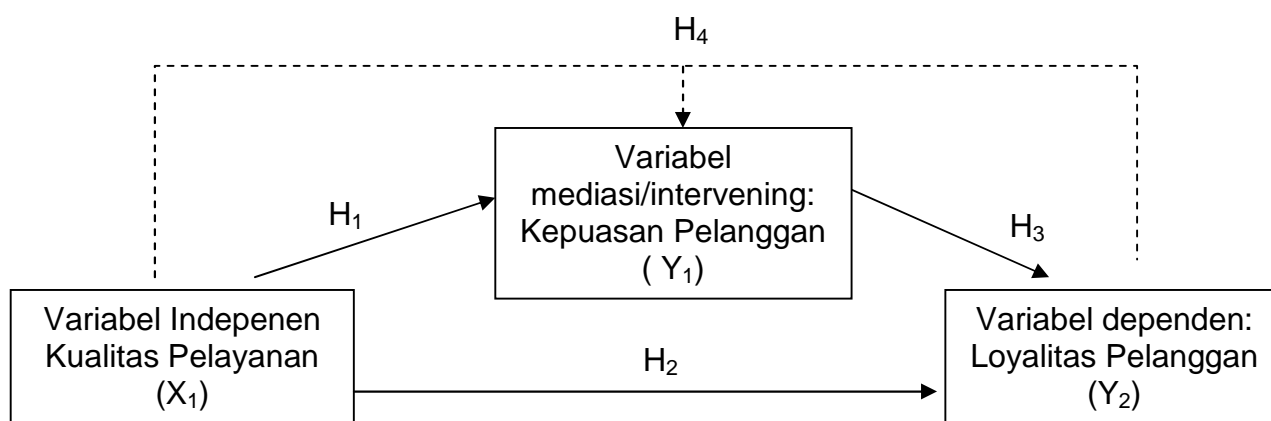 H₄
Variabel
mediasi/intervening:
Kepuasan Pelanggan
( Y₁)
H₁
H₃
Variabel Indepenen
Kualitas Pelayanan
(X₁)
H₂
Variabel dependen:
Loyalitas Pelanggan
(Y₂)